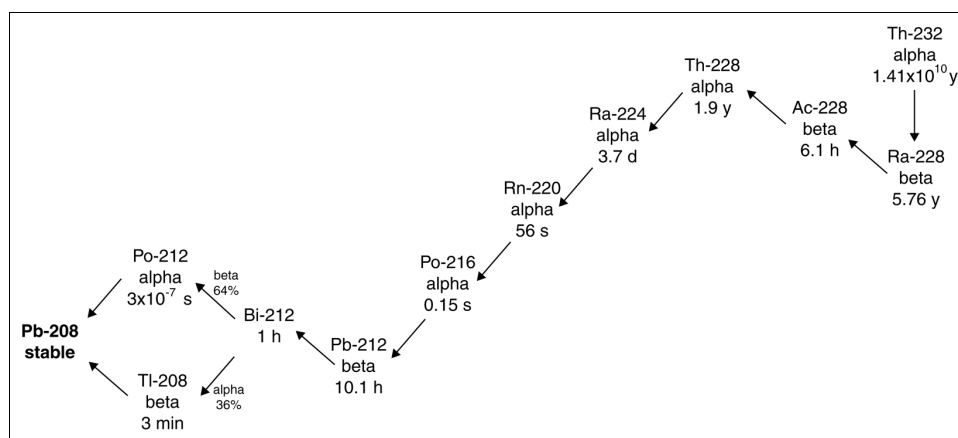 Th-232
alpha
1.41x10^10 y
Th-228
alpha
1.9 y
Ra-224
alpha
3.7 d
Ac-228
beta
6.1 h
Ra-228
beta
5.76 y
Rn-220
alpha
56 s
Po-216
alpha
0.15 s
Po-212
alpha
3x10^-7 s
beta
64%
Bi-212
1 h
Pb-212
beta
10.1 h
Pb-208
stable
Tl-208
beta
3 min
alpha
36%